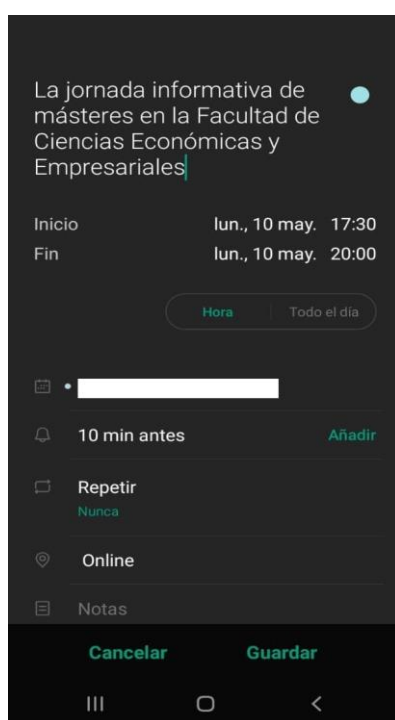 La jornada informativa de
másteres en la Facultad de
Ciencias Económicas y
Empresariales
Inicio lun., 10 may. 17:30
Fin lun., 10 may. 20:00
Hora Todo el día
10 min antes Añadir
Repetir
Nunca
Online
Notas
Cancelar Guardar